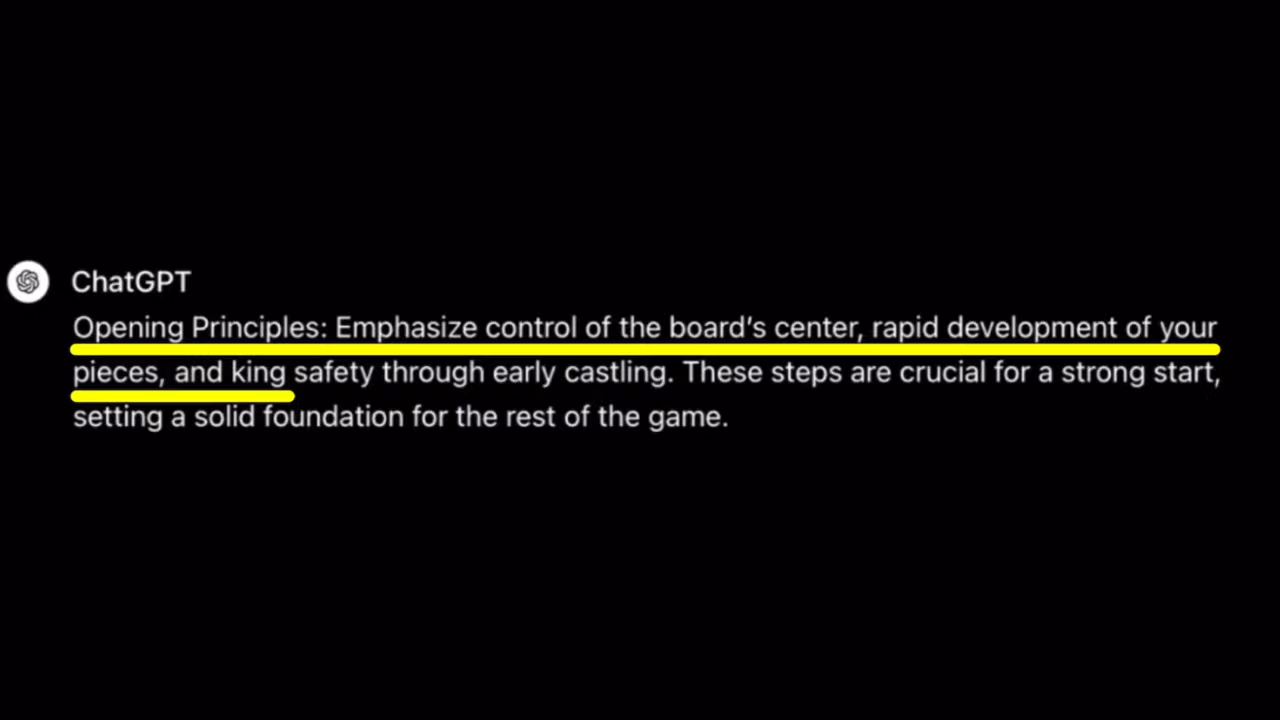 ChatGPT
Opening Principles: Emphasize control of the board’s center, rapid development of your
pieces, and king safety through early castling. These steps are crucial for a strong start,
setting a solid foundation for the rest of the game.